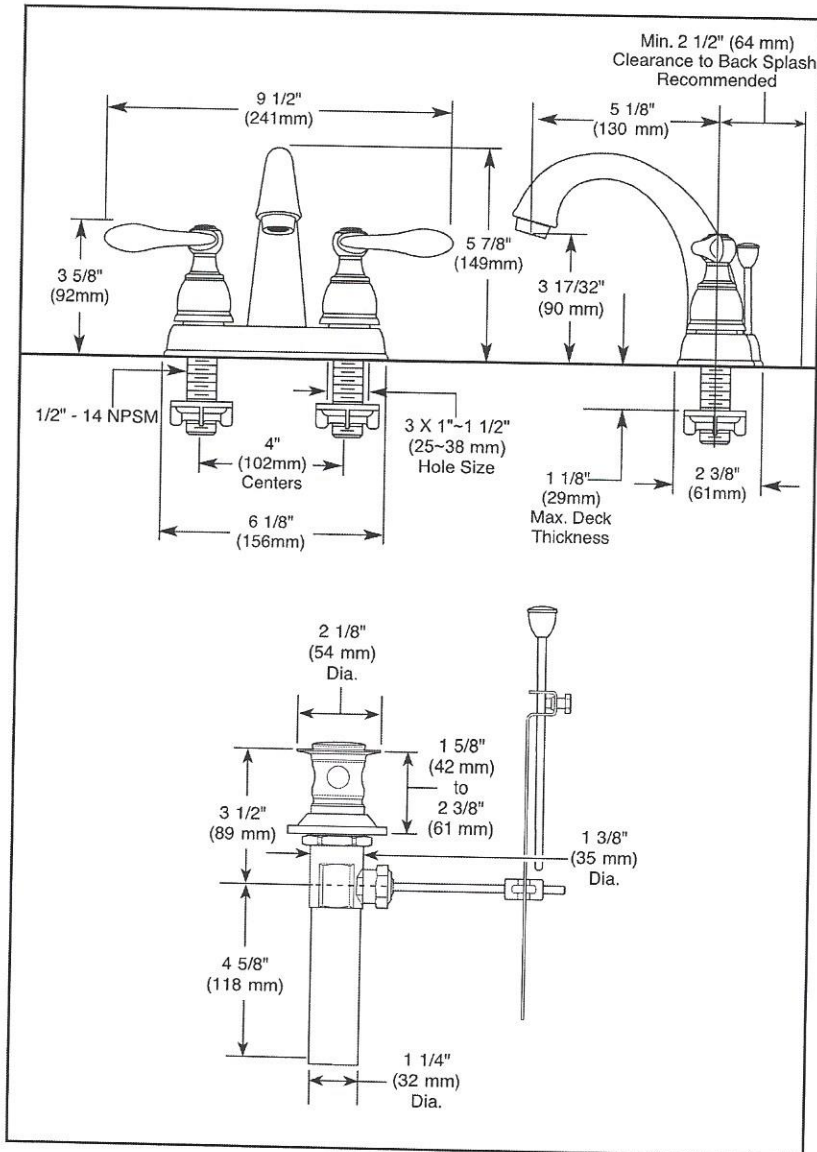 Min. 2 1/2" (64 mm)
Clearance to Back Splash
Recommended
9 1/2"
(241mm)
5 1/8"
(130 mm)
3 5/8"
(92mm)
5 7/8"
(149mm)
3 17/32"
(90 mm)
1/2" - 14 NPSM
4"
(102mm)
Centers
3 X 1"~1 1/2"
(25~38 mm)
Hole Size
1 1/8"
(29mm)
Max. Deck
Thickness
2 3/8"
(61mm)
6 1/8"
(156mm)
2 1/8"
(54 mm)
Dia.
1 5/8"
(42 mm)
to
2 3/8"
(61 mm)
3 1/2"
(89 mm)
1 3/8"
(35 mm)
Dia.
4 5/8"
(118 mm)
1 1/4"
(32 mm)
Dia.